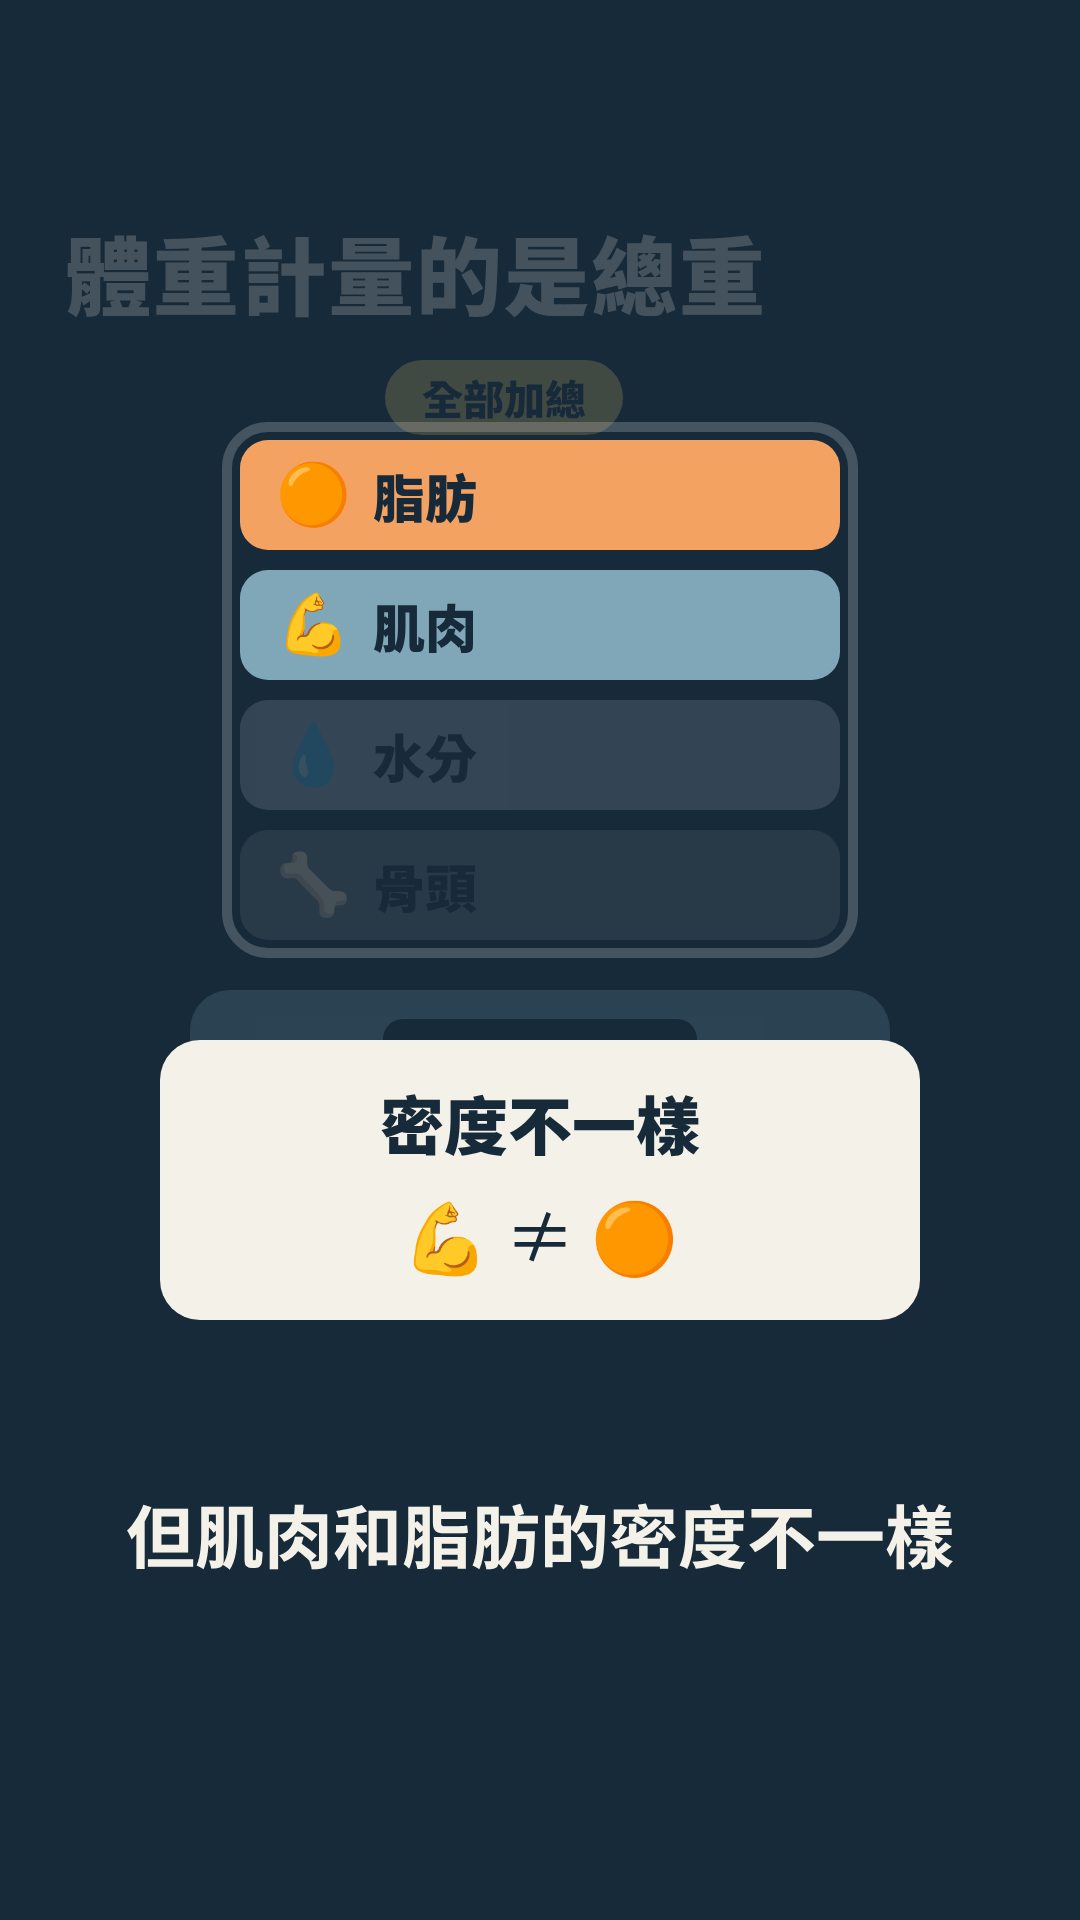 體重計量的是總重
全部加總
脂肪
肌肉
水分
骨頭
密度不一樣
≠
但肌肉和脂肪的密度不一樣